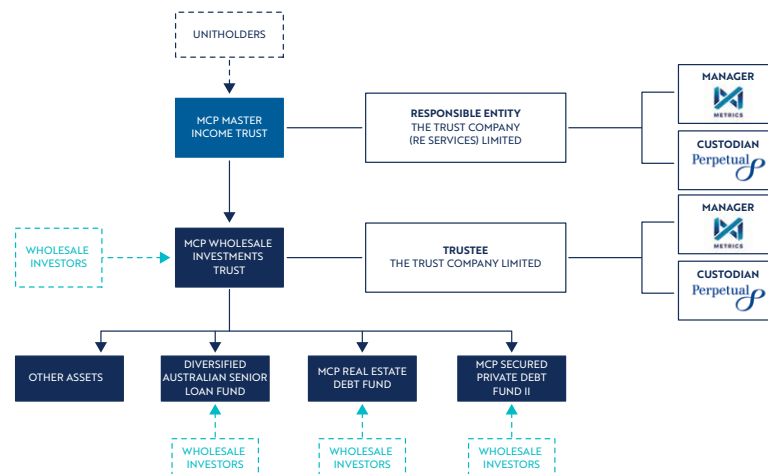 UNITHOLDERS
MCP MASTER
INCOME TRUST
RESPONSIBLE ENTITY
THE TRUST COMPANY
(RE SERVICES) LIMITED
MANAGER
METRICS
CUSTODIAN
Perpetual
WHOLESALE
INVESTORS
MCP WHOLESALE
INVESTMENTS
TRUST
TRUSTEE
THE TRUST COMPANY LIMITED
MANAGER
METRICS
CUSTODIAN
Perpetual
OTHER ASSETS
DIVERSIFIED
AUSTRALIAN SENIOR
LOAN FUND
MCP REAL ESTATE
DEBT FUND
MCP SECURED
PRIVATE DEBT
FUND II
WHOLESALE
INVESTORS
WHOLESALE
INVESTORS
WHOLESALE
INVESTORS